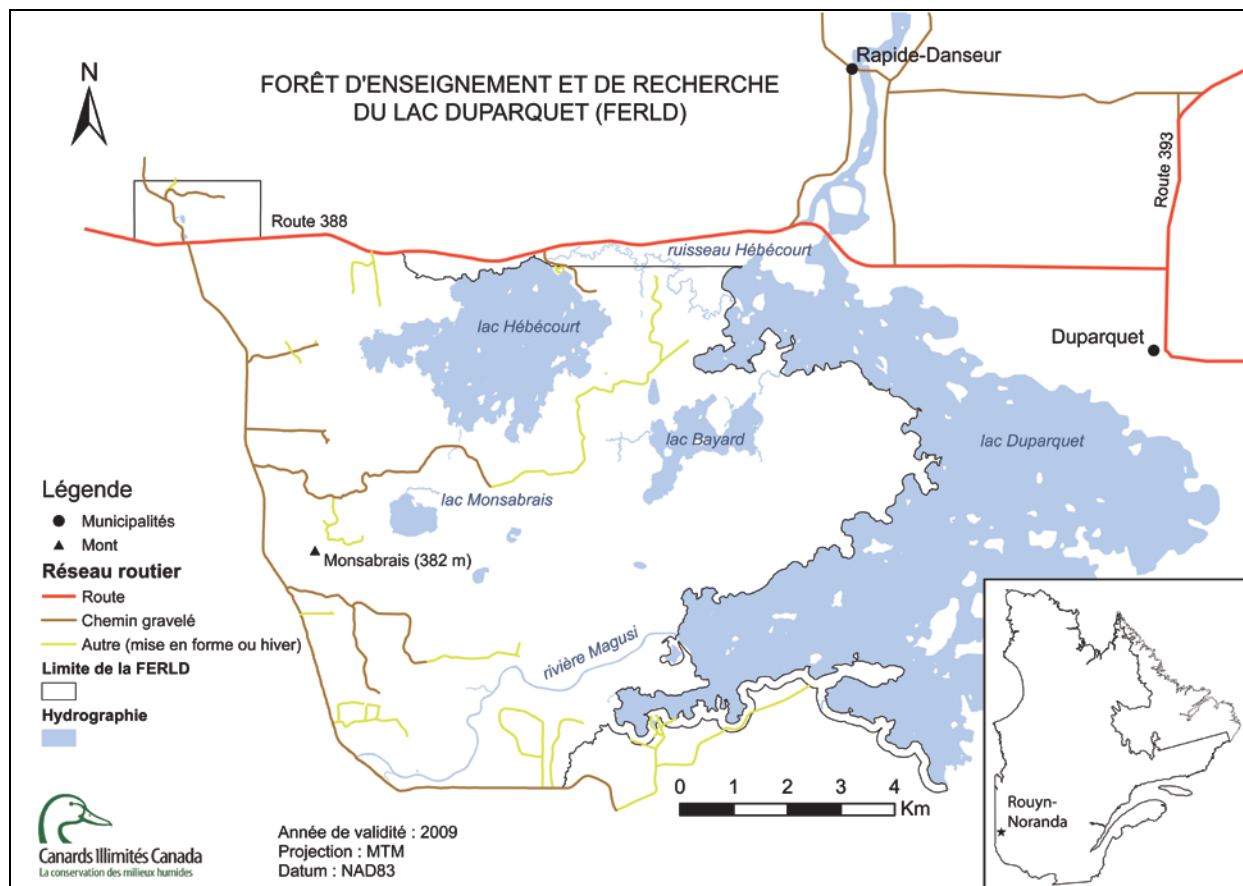 N
FORÊT D'ENSEIGNEMENT ET DE RECHERCHE
DU LAC DUPARQUET (FERLD)
Rapide-Danseur
Route 393
Route 388
ruisseau Hébécourt
lac Hébécourt
Duparquet
lac Bayard
lac Duparquet
lac Monsabrais
Monsabrais (382 m)
rivière Magusi
Légende
Municipalités
Mont
Réseau routier
Route
Chemin gravelé
Autre (mise en forme ou hiver)
Limite de la FERLD
Hydrographie
0 1 2 3 4
Km
Rouyn-
Noranda
Canards Illimités Canada
La conservation des milieux humides
Année de validité : 2009
Projection : MTM
Datum : NAD83